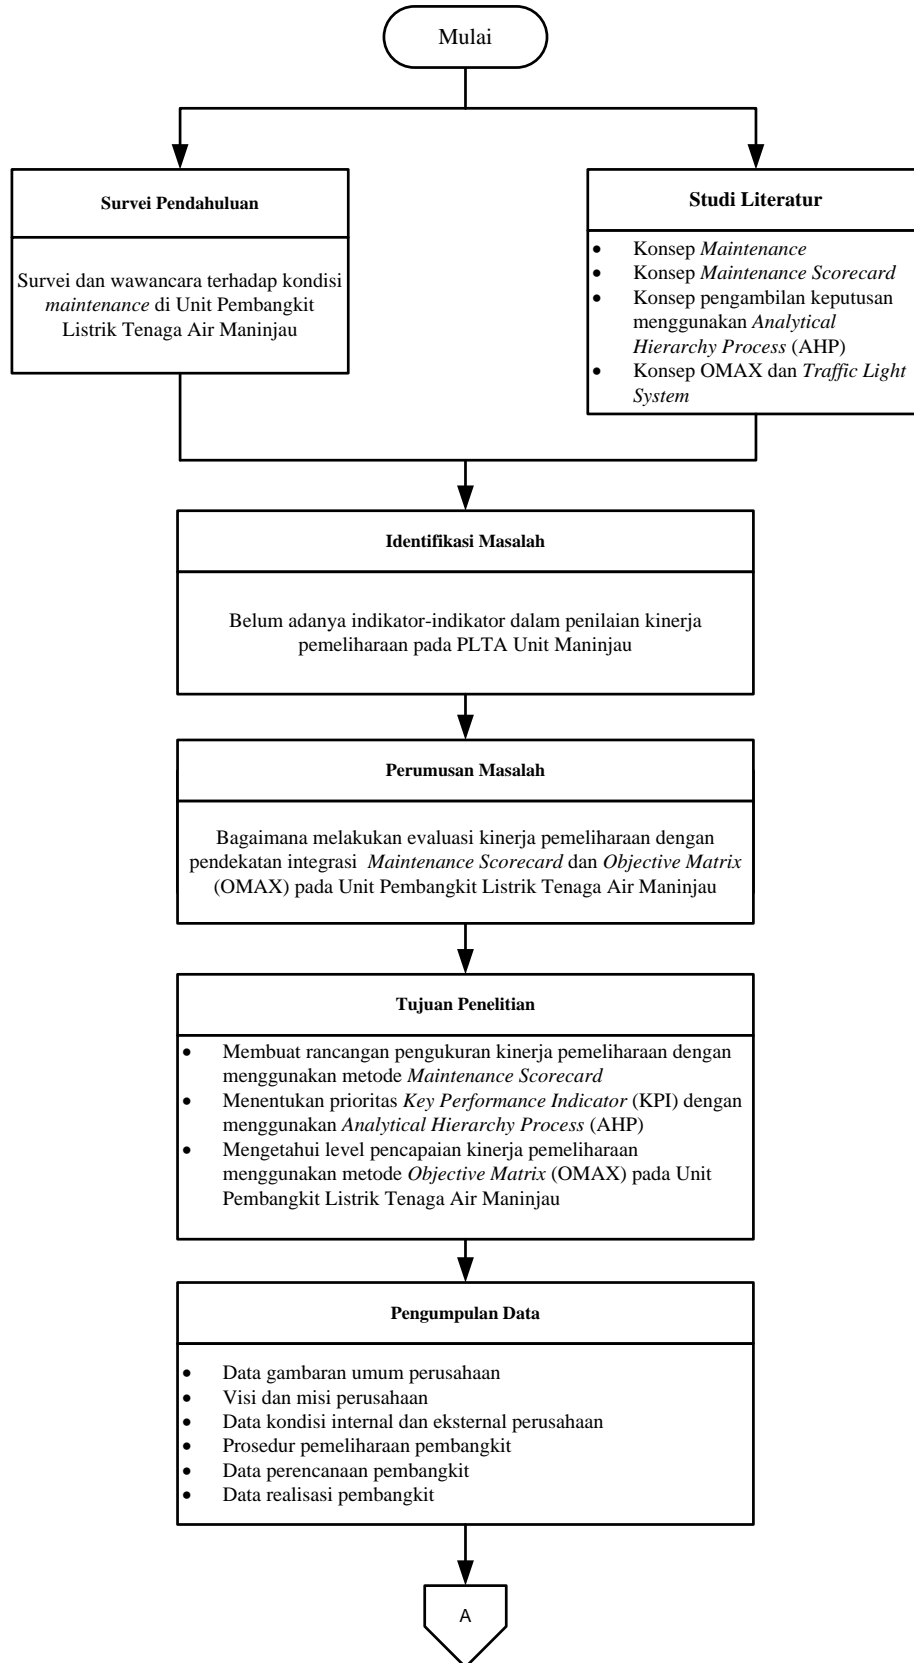 Mulai
Survei Pendahuluan
Survei dan wawancara terhadap kondisi
maintenance di Unit Pembangkit
Listrik Tenaga Air Maninjau
Studi Literatur
• Konsep Maintenance
• Konsep Maintenance Scorecard
• Konsep pengambilan keputusan
menggunakan Analytical
Hierarchy Process (AHP)
• Konsep OMAX dan Traffic Light
System
Identifikasi Masalah
Belum adanya indikator-indikator dalam penilaian kinerja
pemeliharaan pada PLTA Unit Maninjau
Perumusan Masalah
Bagaimana melakukan evaluasi kinerja pemeliharaan dengan
pendekatan integrasi Maintenance Scorecard dan Objective Matrix
(OMAX) pada Unit Pembangkit Listrik Tenaga Air Maninjau
Tujuan Penelitian
• Membuat rancangan pengukuran kinerja pemeliharaan dengan
menggunakan metode Maintenance Scorecard
• Menentukan prioritas Key Performance Indicator (KPI) dengan
menggunakan Analytical Hierarchy Process (AHP)
• Mengetahui level pencapaian kinerja pemeliharaan
menggunakan metode Objective Matrix (OMAX) pada Unit
Pembangkit Listrik Tenaga Air Maninjau
Pengumpulan Data
• Data gambaran umum perusahaan
• Visi dan misi perusahaan
• Data kondisi internal dan eksternal perusahaan
• Prosedur pemeliharaan pembangkit
• Data perencanaan pembangkit
• Data realisasi pembangkit
A